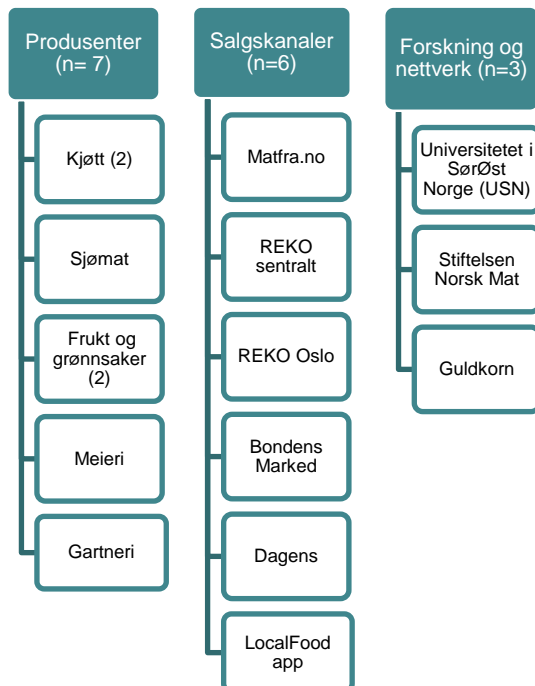 Produsenter
(n= 7)
Kjøtt (2)
Sjømat
Frukt og
grønnsaker
(2)
Meieri
Gartneri
Salgskanaler
(n=6)
Matfra.no
REKO
sentralt
REKO Oslo
Bondens
Marked
Dagens
LocalFood
app
Forskning og
nettverk (n=3)
Universitetet i
SørØst
Norge (USN)
Stiftelsen
Norsk Mat
Guldkorn